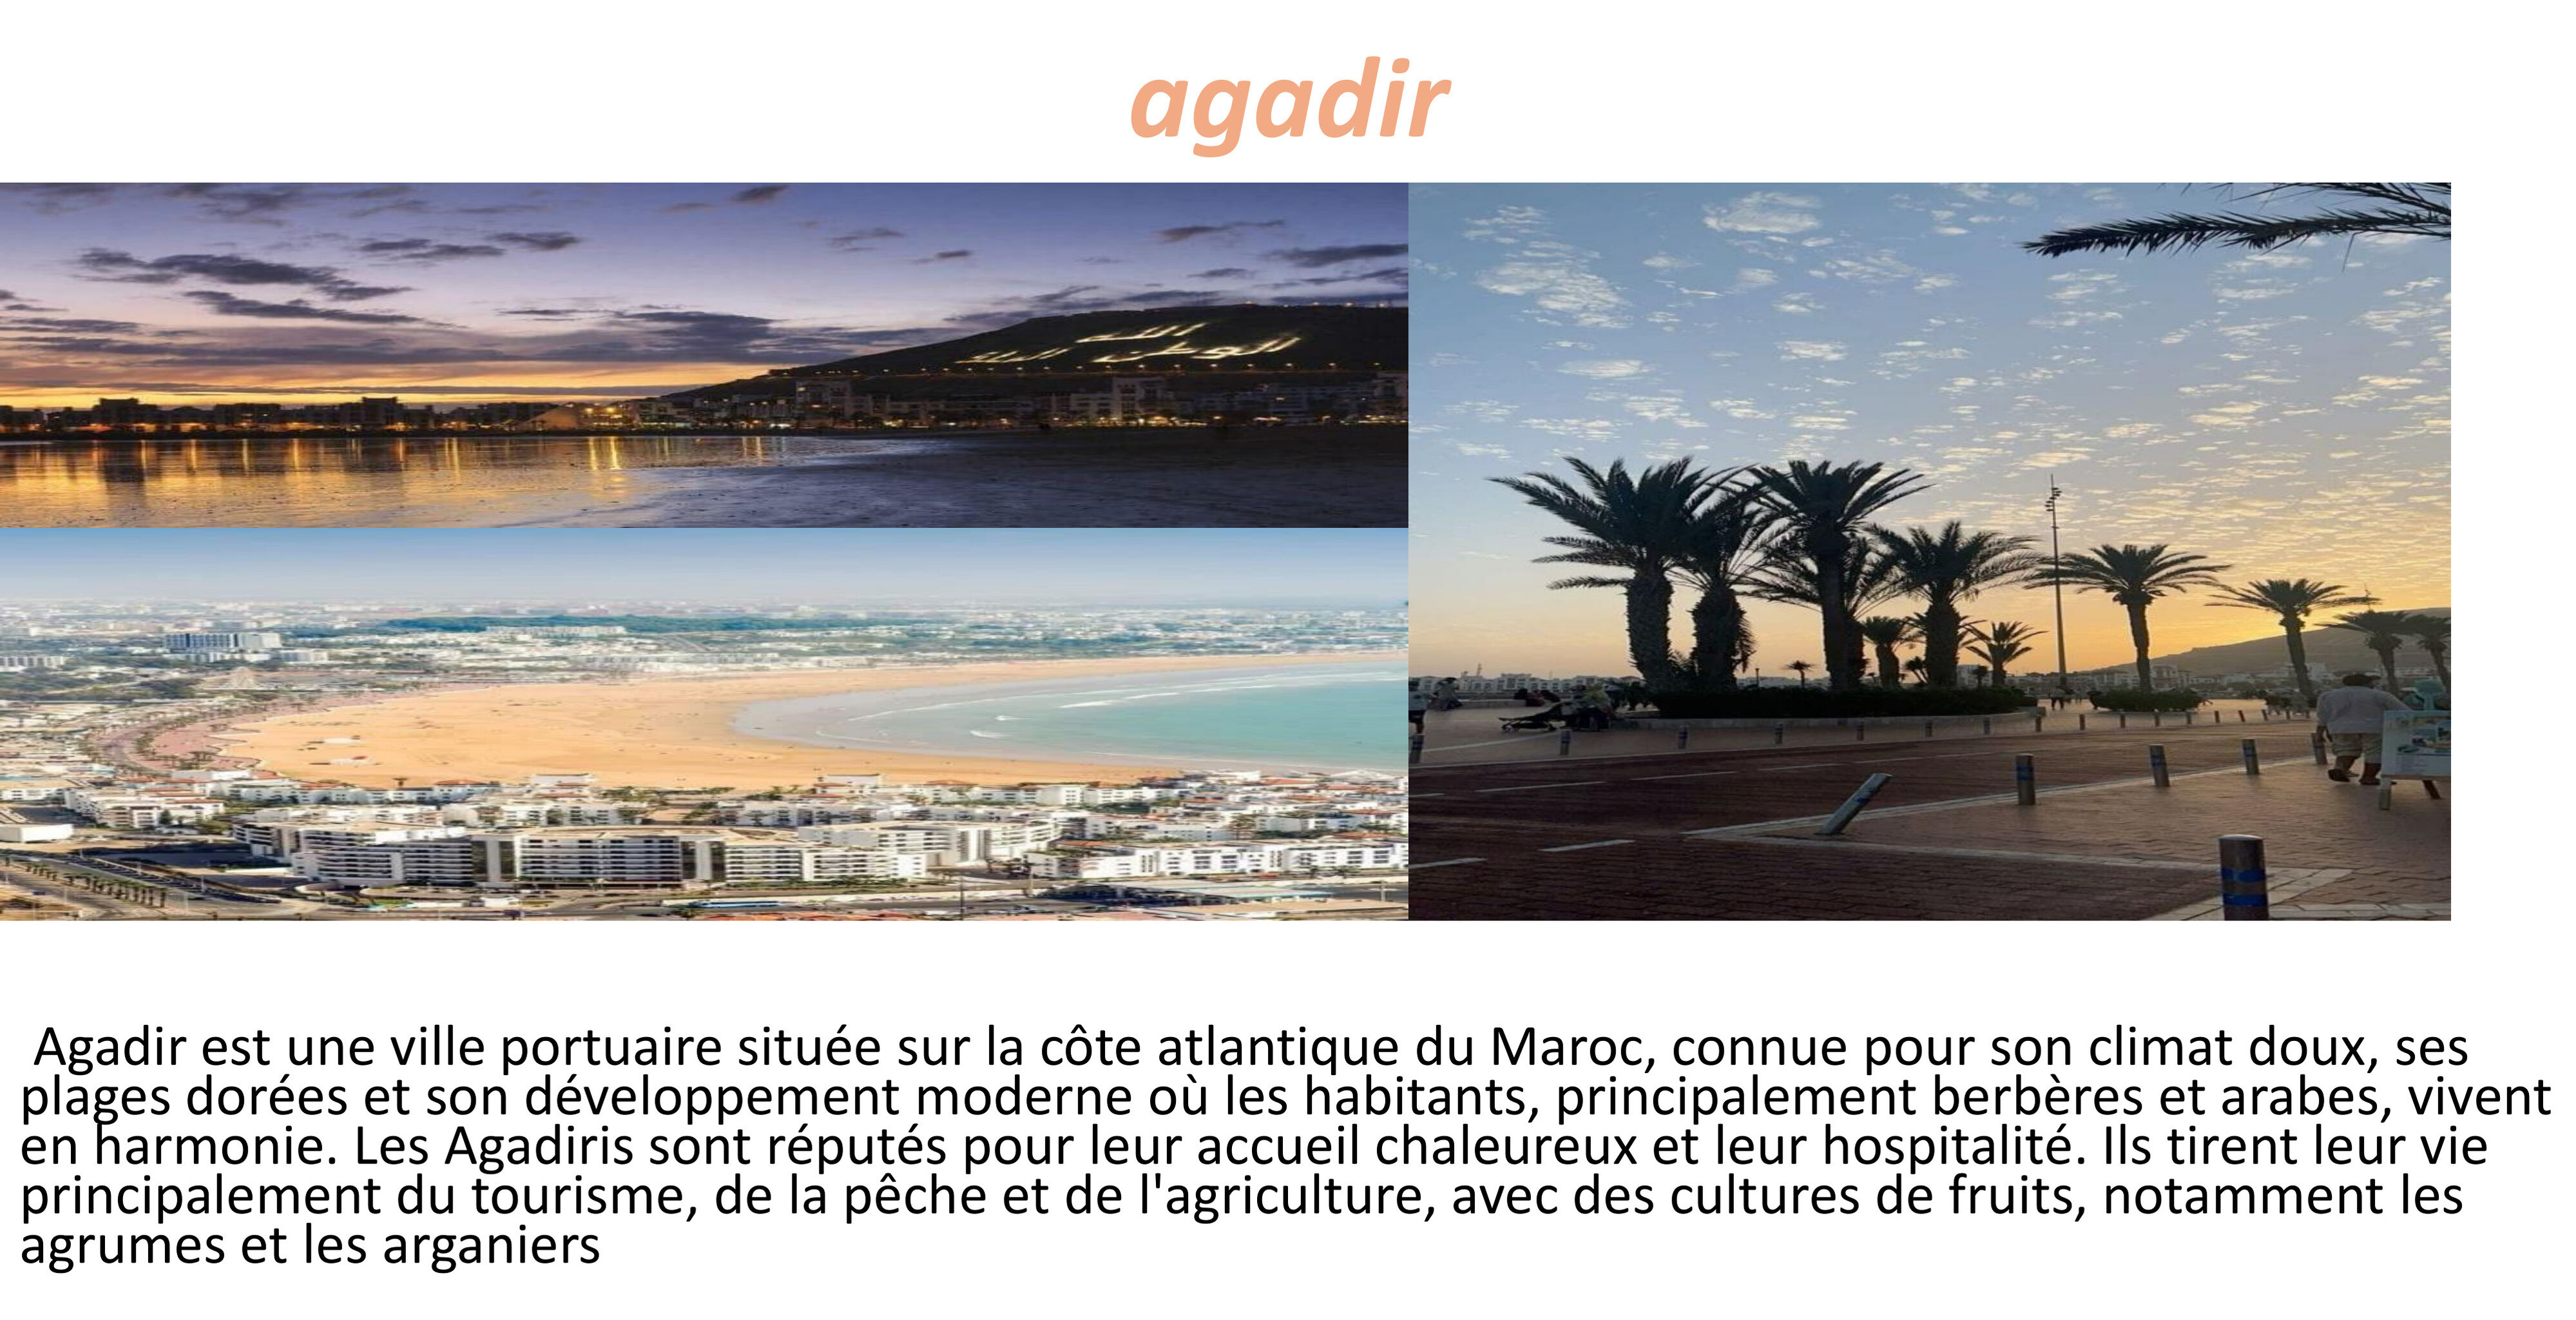 agadir
الله
الوطن الملك
Agadir est une ville portuaire située sur la côte atlantique du Maroc, connue pour son climat doux, ses
plages dorées et son développement moderne où les habitants, principalement berbères et arabes, vivent
en harmonie. Les Agadiris sont réputés pour leur accueil chaleureux et leur hospitalité. Ils tirent leur vie
principalement du tourisme, de la pêche et de l'agriculture, avec des cultures de fruits, notamment les
agrumes et les arganiers